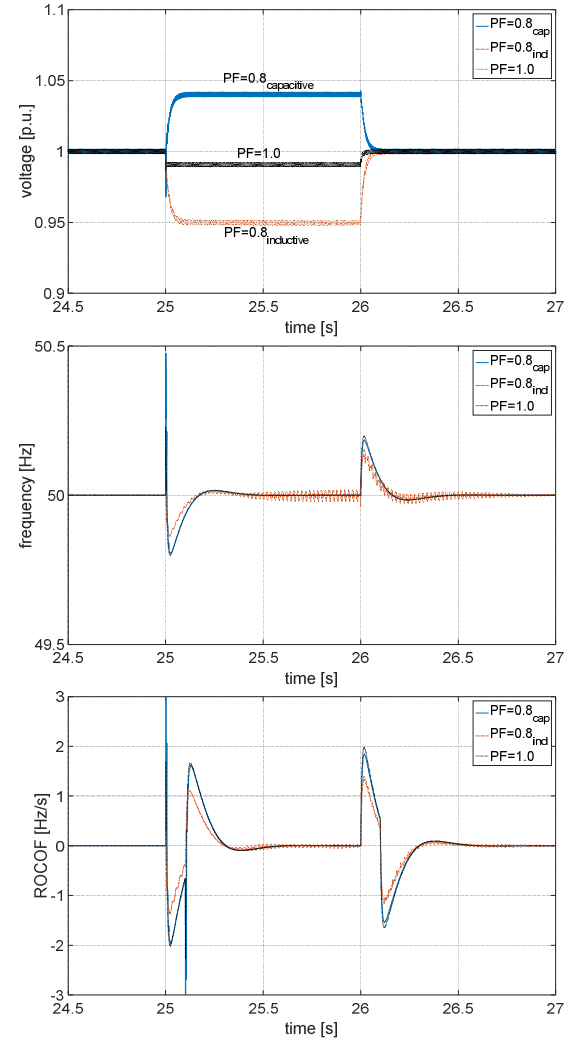 1.1
1.05
1
0.95
0.9
voltage [p.u.]
PF=0.8cap
PF=0.8ind
PF=1.0
PF=0.8capacitive
PF=1.0
PF=0.8inductive
24.5 25 25.5 26 26.5 27
time [s]
50.5
50
49.5
frequency [Hz]
PF=0.8cap
PF=0.8ind
PF=1.0
24.5 25 25.5 26 26.5 27
time [s]
3
2
1
0
-1
-2
-3
ROCOF [Hz/s]
PF=0.8cap
PF=0.8ind
PF=1.0
24.5 25 25.5 26 26.5 27
time [s]